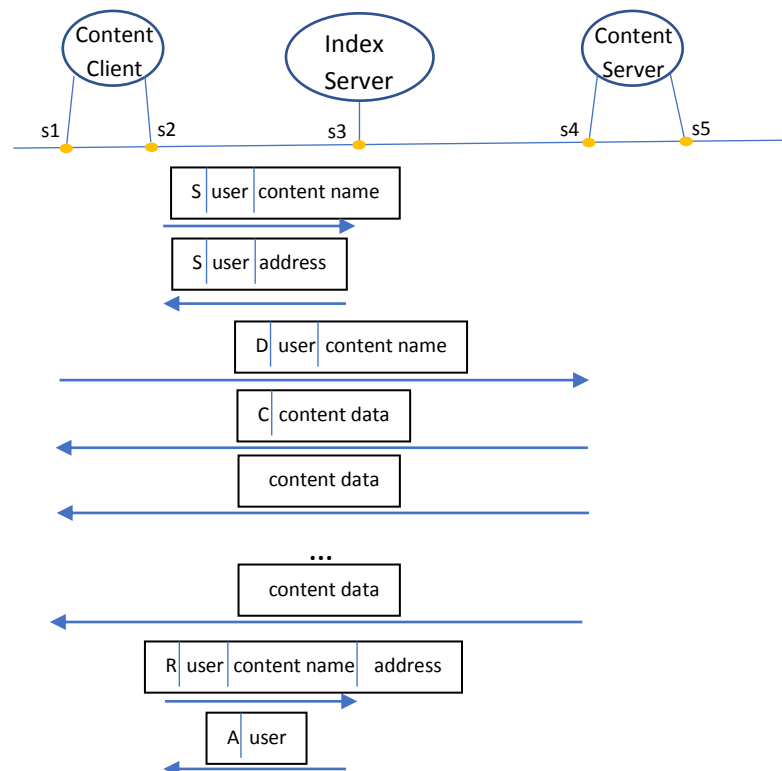 Content
Client
Index
Server
Content
Server
s1 s2 s3 s4 s5
S user content name
S user address
D user content name
C content data
content data
...
content data
R user content name address
A user